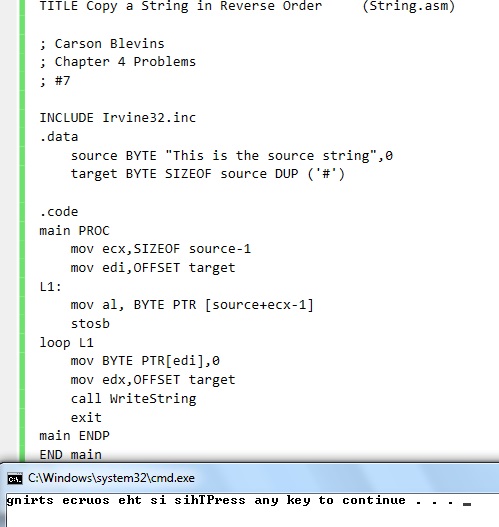 TITLE Copy a String in Reverse Order     (String.asm)
; Carson Blevins
; Chapter 4 Problems
; #7
INCLUDE Irvine32.inc
.data
    source BYTE "This is the source string",0
    target BYTE SIZEOF source DUP ('#')
.code
main PROC
    mov ecx,SIZEOF source-1
    mov edi,OFFSET target
L1:
    mov al, BYTE PTR [source+ecx-1]
    stosb
loop L1
    mov BYTE PTR[edi],0
    mov edx,OFFSET target
    call WriteString
    exit
main ENDP
END main
C:\Windows\system32\cmd.exe
gnirts ecruos eht si sihTPress any key to continue . . . _